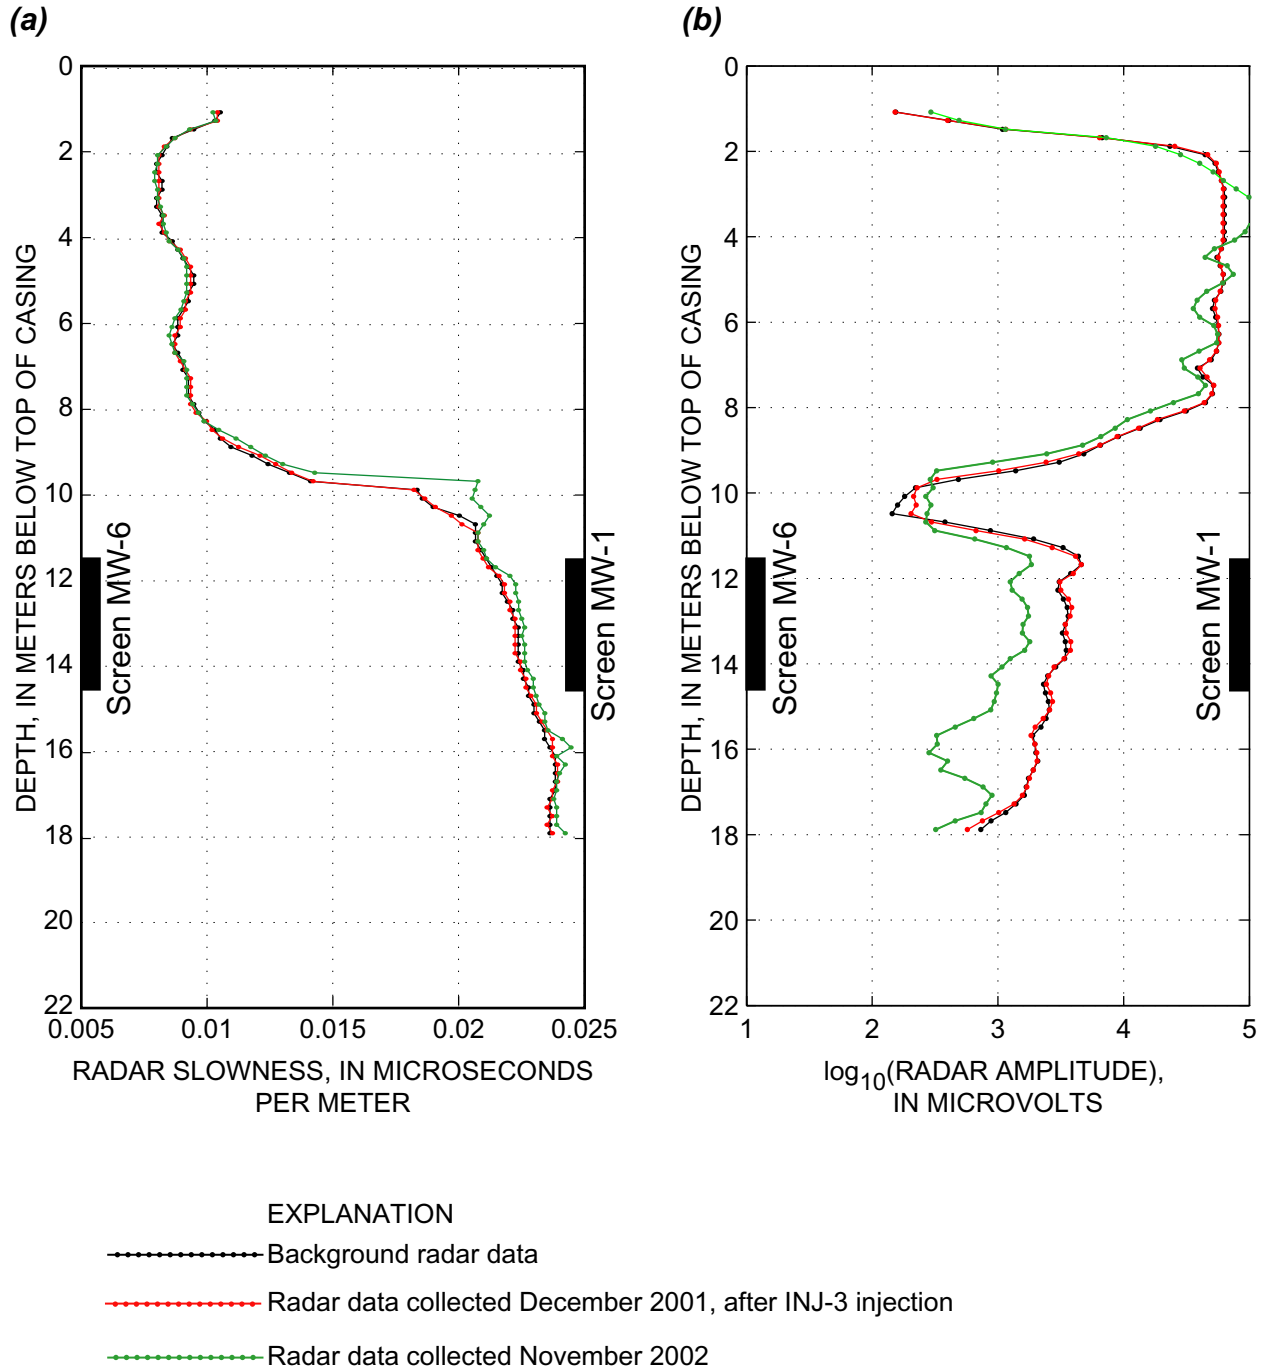 (a)
(b)
0
2
4
6
8
10
12
14
16
18
20
22
DEPTH, IN METERS BELOW TOP OF CASING
Screen MW-6
Screen MW-1
0.005
0.01
0.015
0.02
0.025
RADAR SLOWNESS, IN MICROSECONDS
PER METER
0
2
4
6
8
10
12
14
16
18
20
22
DEPTH, IN METERS BELOW TOP OF CASING
Screen MW-6
Screen MW-1
1
2
3
4
5
log10(RADAR AMPLITUDE),
IN MICROVOLTS
EXPLANATION
Background radar data
Radar data collected December 2001, after INJ-3 injection
Radar data collected November 2002